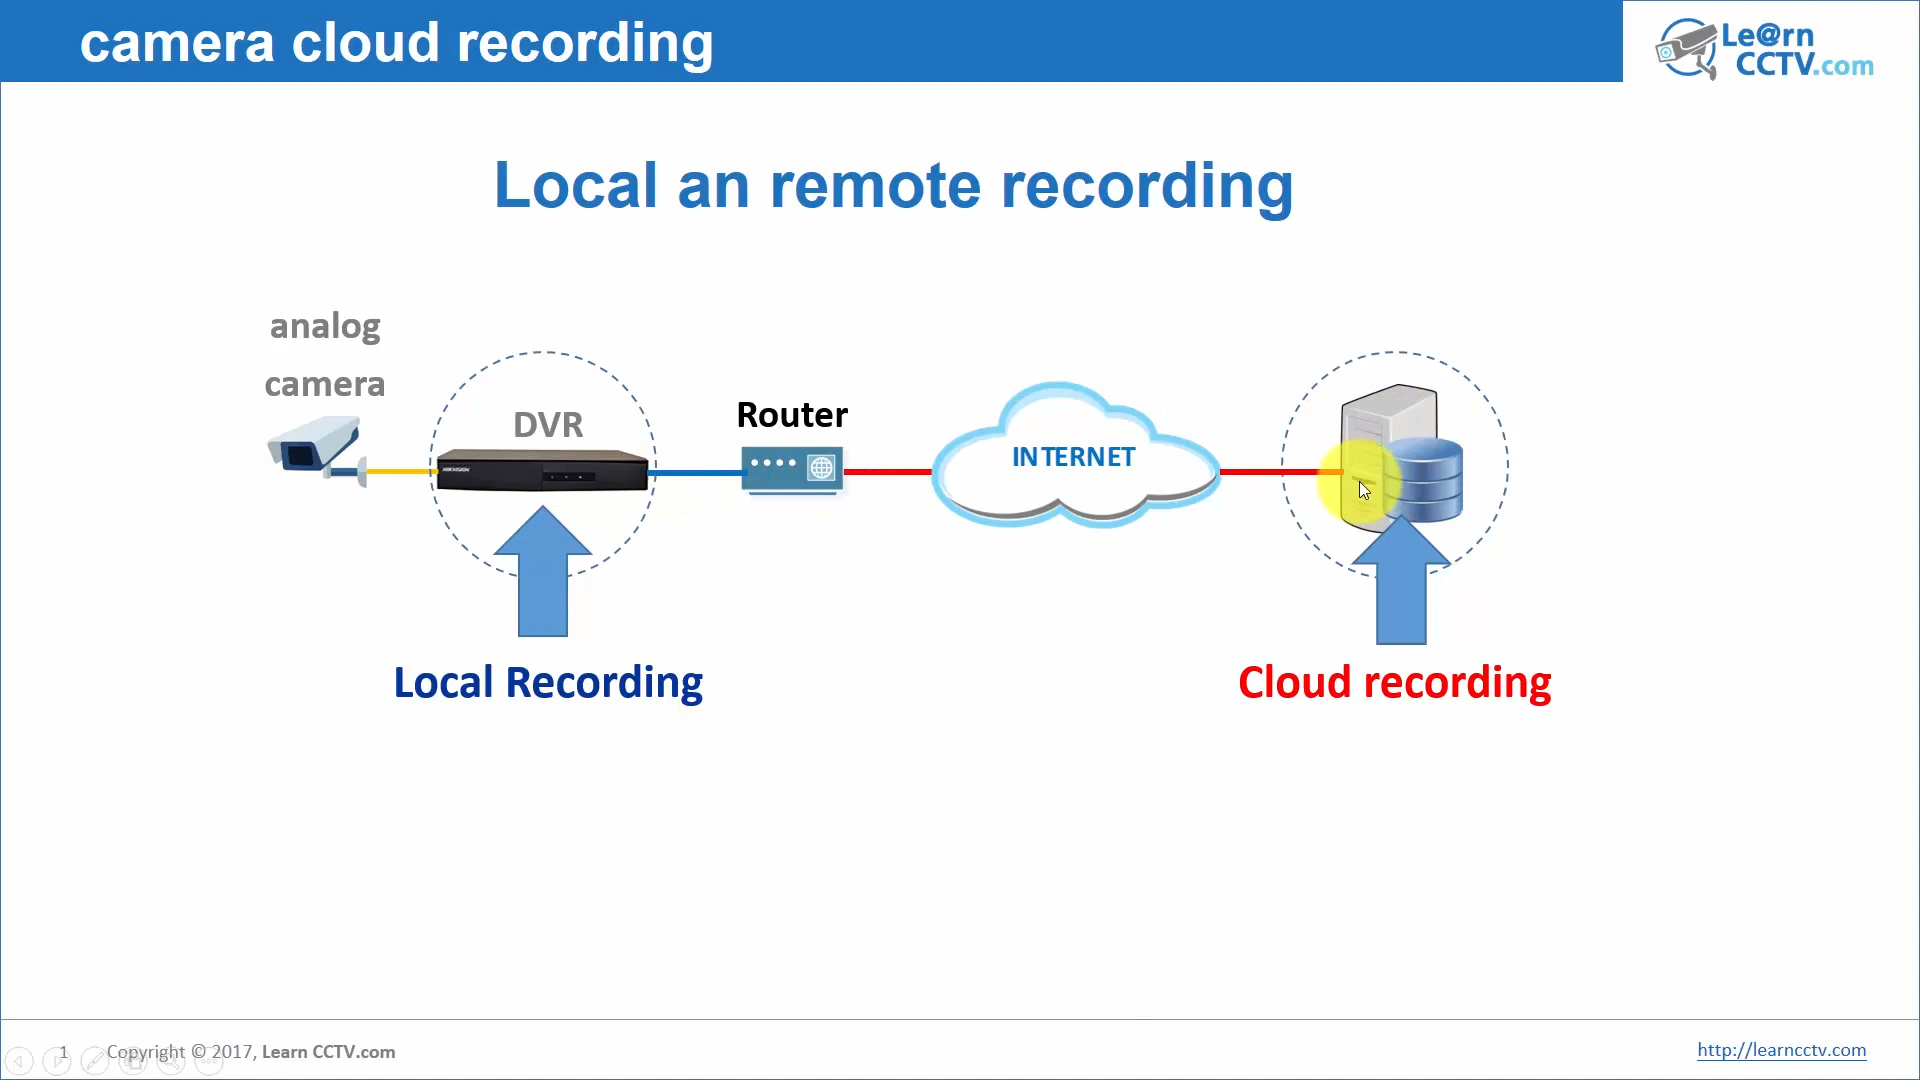 camera cloud recording
Le@rn
CCTV.com
Local an remote recording
analog
camera
DVR
HIKVISION
Router
INTERNET
Local Recording
Cloud recording
1
Copyright © 2017, Learn CCTV.com
http://learncctv.com